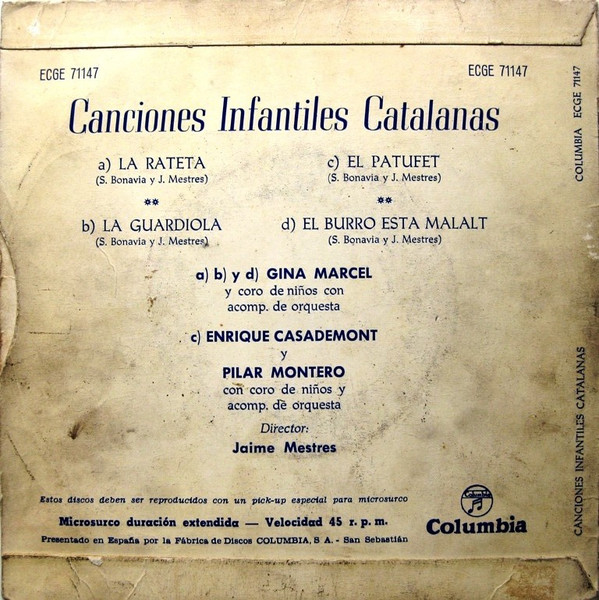 ECGE 71147
ECGE 71147
Canciones Infantiles Catalanas
a) LA RATETA
(S. Bonavia y J. Mestres)
b) LA GUARDIOLA
(S. Bonavia y J. Mestres)
c) EL PATUFET
(S. Bonavia y J. Mestres)
d) EL BURRO ESTA MALALT
(S. Bonavia y J. Mestres)
a) b) y d) GINA MARCEL
y coro de niños con
acomp. de orquesta
c) ENRIQUE CASADEMONT
y
PILAR MONTERO
con coro de niños y
acomp. de orquesta
Director:
Jaime Mestres
Estos discos deben ser reproducidos con un pick-up especial para microsurco
Microsurco duración extendida — Velocidad 45 r. p. m.
Presentado en España por la Fábrica de Discos COLUMBIA, S A. - San Sebastián
Columbia
COLUMBIA ECGE 71147
CANCIONES INFANTILES CATALANAS